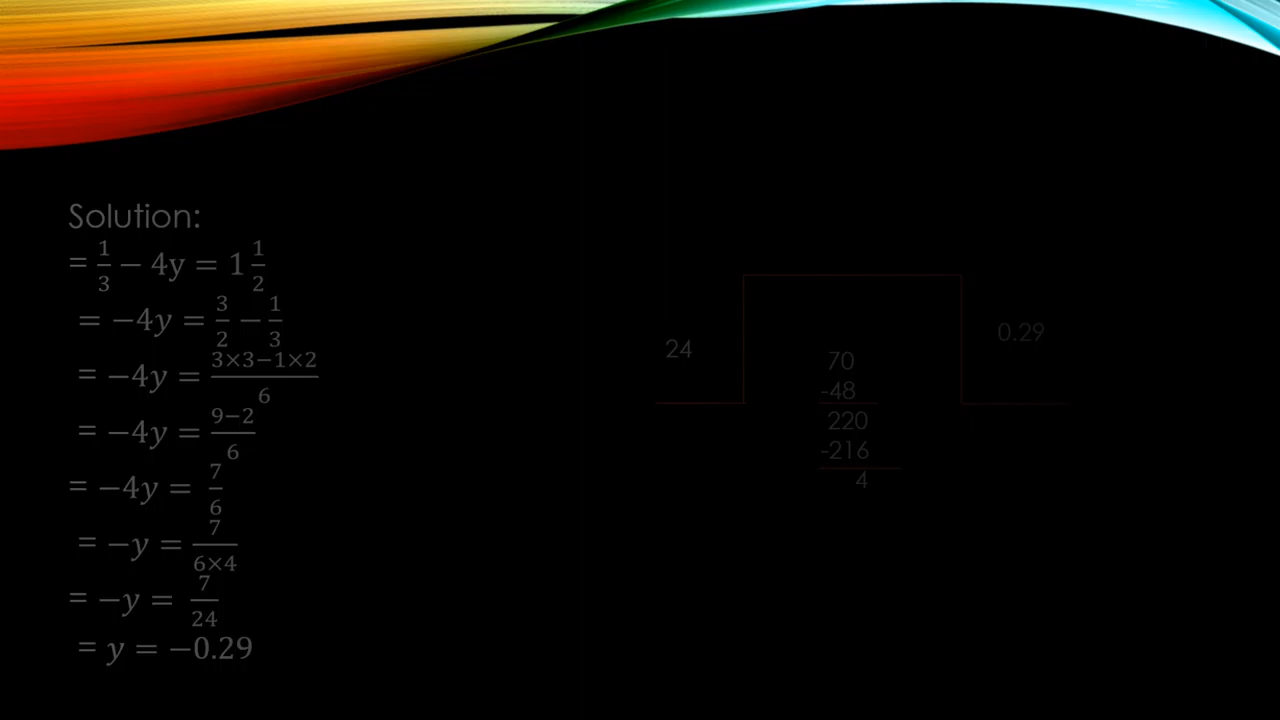 Solution:
= 1/3 − 4y = 1 1/2
= −4y = 3/2 − 1/3
= −4y = (3×3−1×2)/6
= −4y = (9−2)/6
= −4y = 7/6
= −y = 7/(6×4)
= −y = 7/24
= y = −0.29
24
0.29
70
-48
220
-216
4